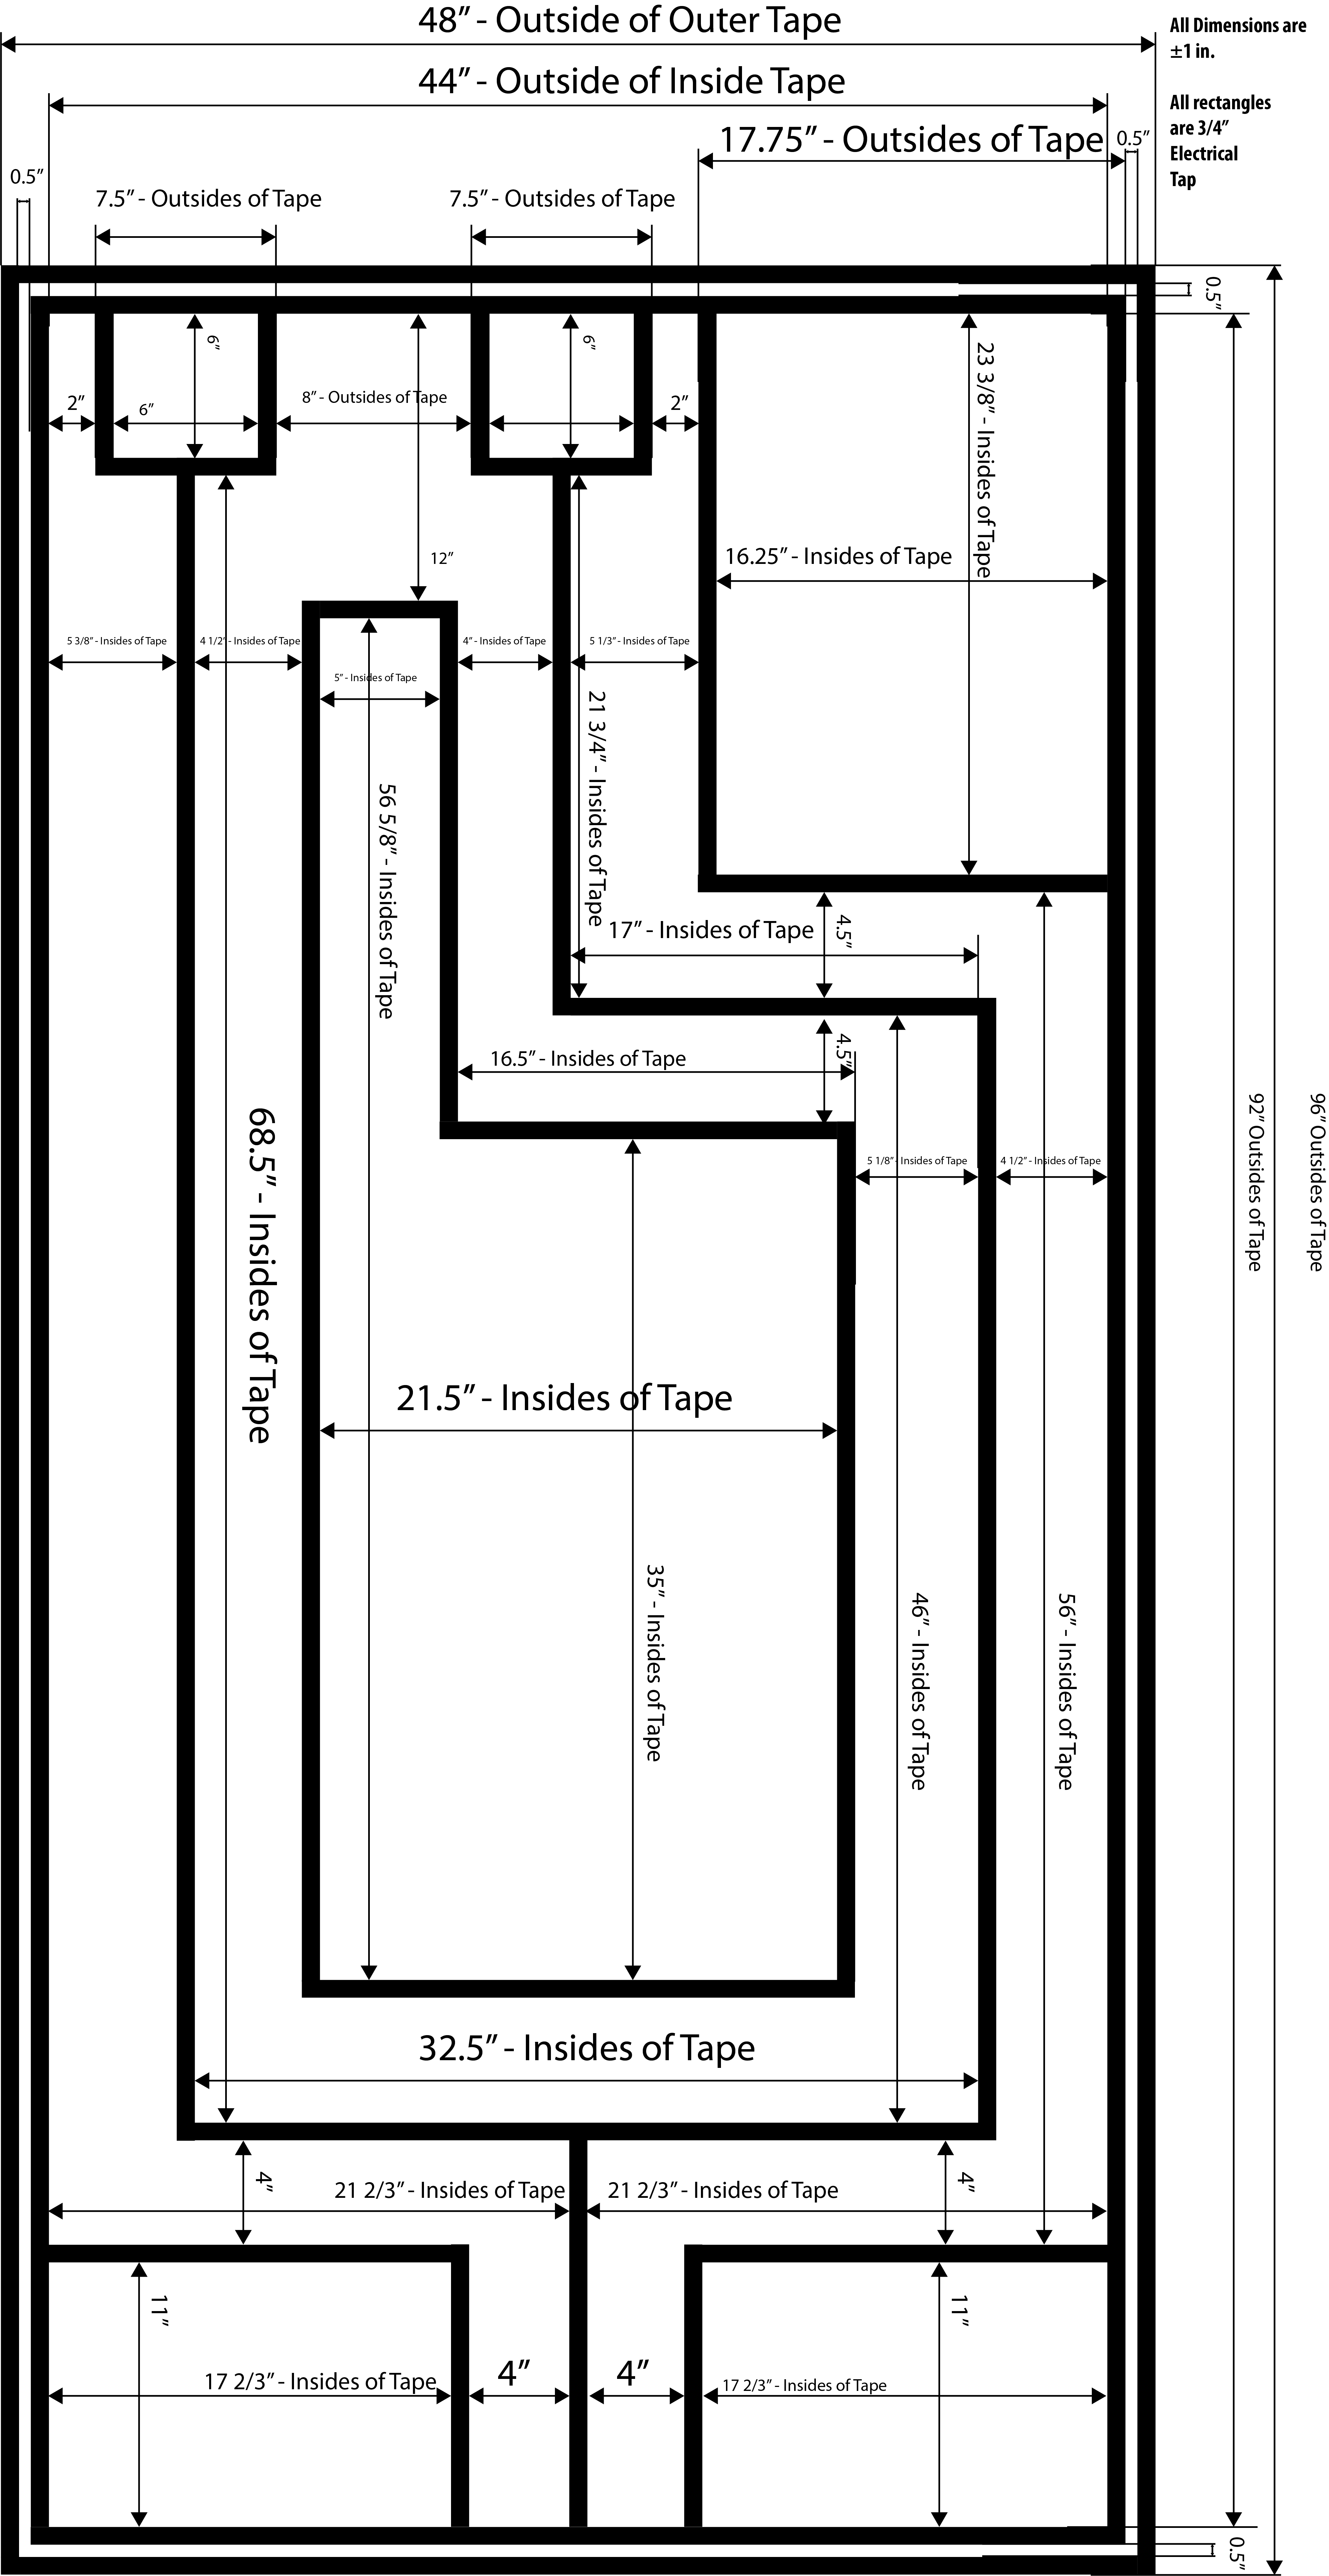 48” - Outside of Outer Tape
All Dimensions are
±1 in.
44” - Outside of Inside Tape
All rectangles
are 3/4”
Electrical
Tap
17.75” - Outsides of Tape
0.5”
0.5”
7.5” - Outsides of Tape
7.5” - Outsides of Tape
0.5”
6”
6”
23 3/8” - Insides of Tape
2”
6”
8” - Outsides of Tape
2”
12”
16.25” - Insides of Tape
5 3/8” - Insides of Tape
4 1/2” - Insides of Tape
4” - Insides of Tape
5 1/3” - Insides of Tape
5” - Insides of Tape
21 3/4” - Insides of Tape
56 5/8” - Insides of Tape
17” - Insides of Tape
4.5”
16.5” - Insides of Tape
4.5”
92” Outsides of Tape
96” Outsides of Tape
68.5” - Insides of Tape
5 1/8” - Insides of Tape
4 1/2” - Insides of Tape
21.5” - Insides of Tape
35” - Insides of Tape
46” - Insides of Tape
56” - Insides of Tape
32.5” - Insides of Tape
4”
21 2/3” - Insides of Tape
21 2/3” - Insides of Tape
4”
11”
11”
17 2/3” - Insides of Tape
4”
4”
17 2/3” - Insides of Tape
0.5”